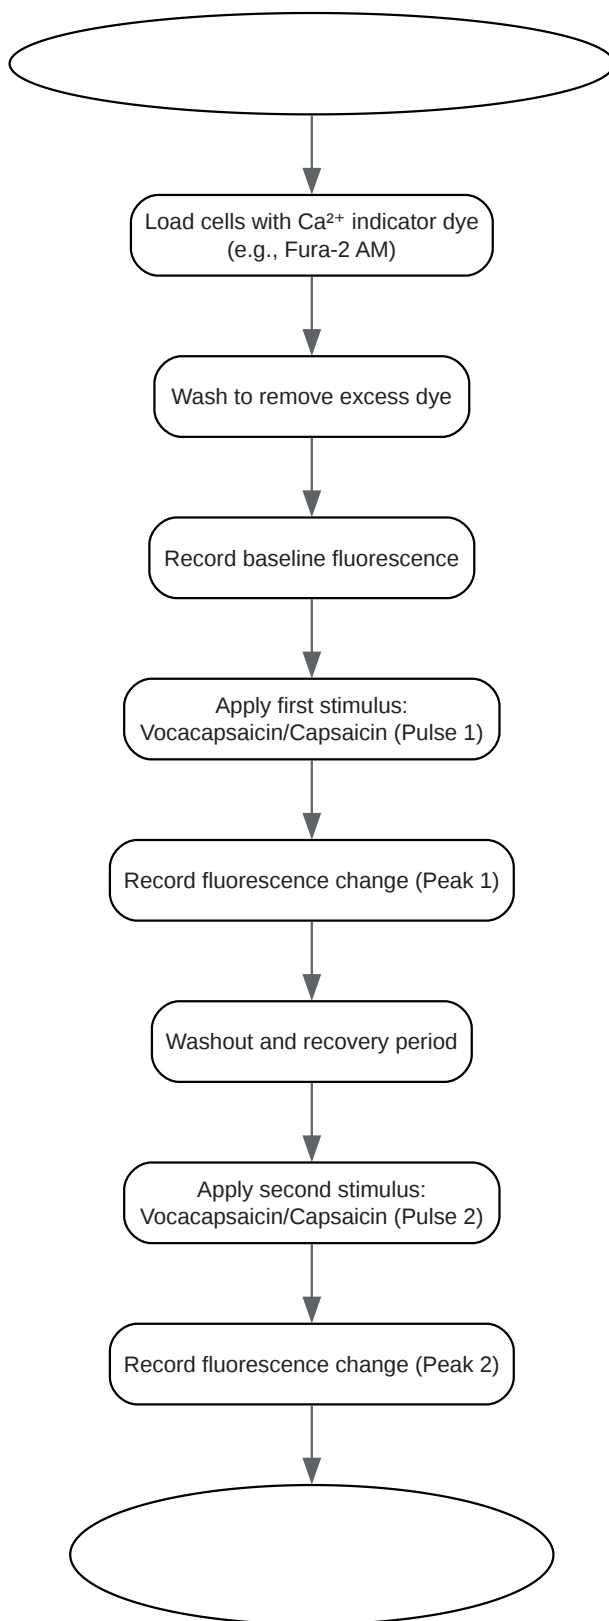 Load cells with Ca²⁺ indicator dye
(e.g., Fura-2 AM)
Wash to remove excess dye
Record baseline fluorescence
Apply first stimulus:
Vocacapsaicin/Capsaicin (Pulse 1)
Record fluorescence change (Peak 1)
Washout and recovery period
Apply second stimulus:
Vocacapsaicin/Capsaicin (Pulse 2)
Record fluorescence change (Peak 2)